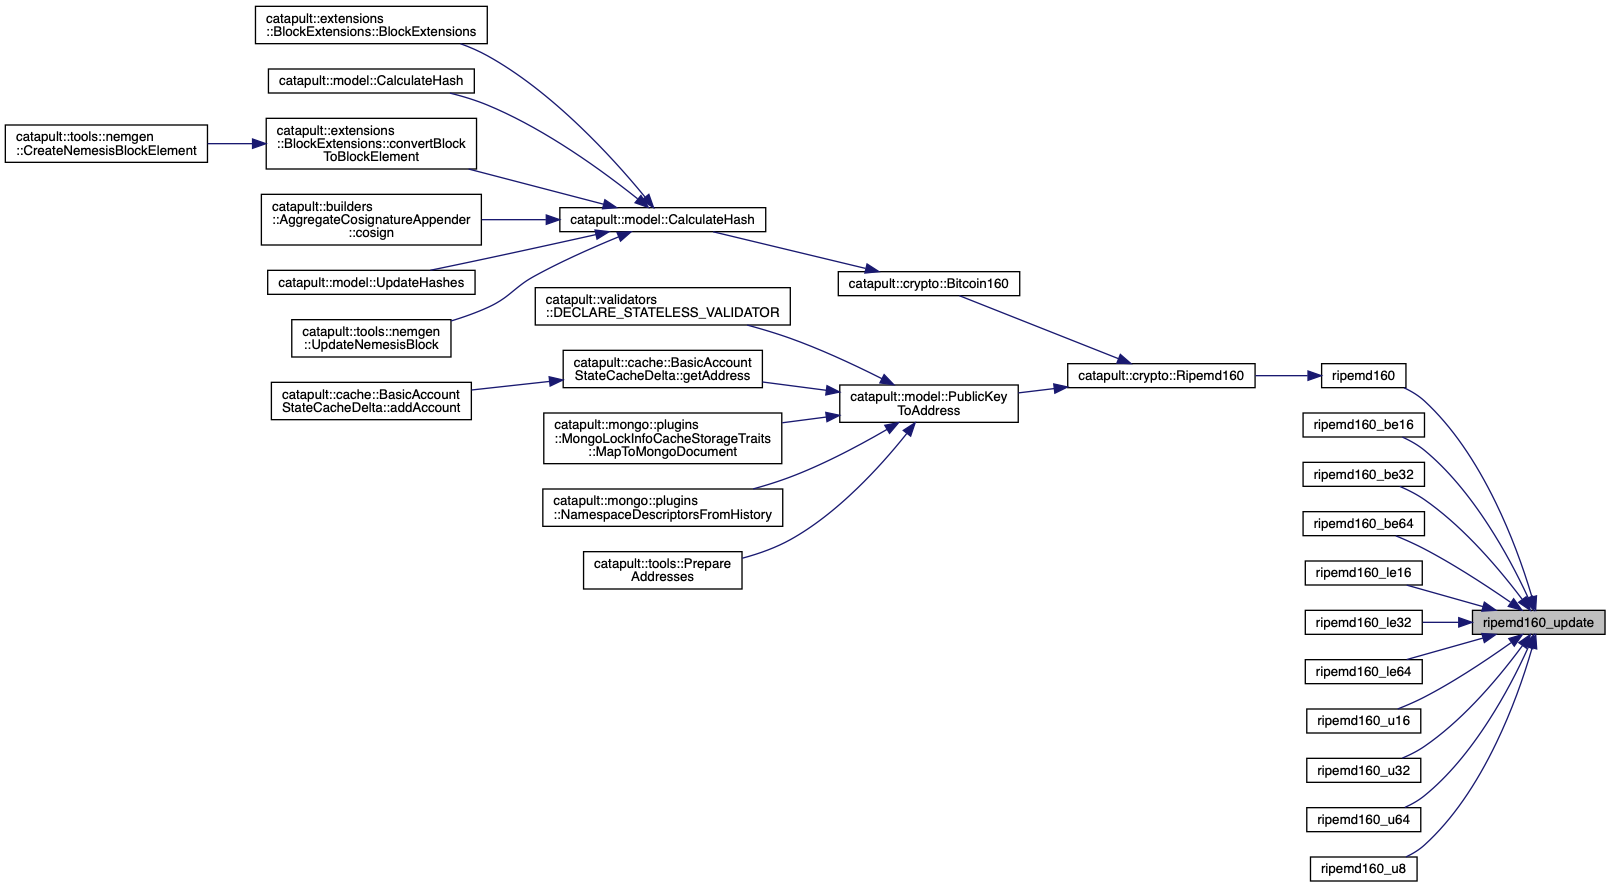 catapult::extensions
::BlockExtensions::BlockExtensions
catapult::model::CalculateHash
catapult::tools::nemgen
::CreateNemesisBlockElement
catapult::extensions
::BlockExtensions::convertBlock
ToBlockElement
catapult::builders
::AggregateCosignatureAppender
::cosign
catapult::model::CalculateHash
catapult::model::UpdateHashes
catapult::crypto::Bitcoin160
catapult::tools::nemgen
::UpdateNemesisBlock
catapult::validators
::DECLARE_STATELESS_VALIDATOR
catapult::cache::BasicAccount
StateCacheDelta::getAddress
catapult::cache::BasicAccount
StateCacheDelta::addAccount
catapult::model::PublicKey
ToAddress
catapult::crypto::Ripemd160
ripemd160
catapult::mongo::plugins
::MongoLockInfoCacheStorageTraits
::MapToMongoDocument
catapult::mongo::plugins
::NamespaceDescriptorsFromHistory
catapult::tools::Prepare
Addresses
ripemd160_be16
ripemd160_be32
ripemd160_be64
ripemd160_le16
ripemd160_le32
ripemd160_update
ripemd160_le64
ripemd160_u16
ripemd160_u32
ripemd160_u64
ripemd160_u8